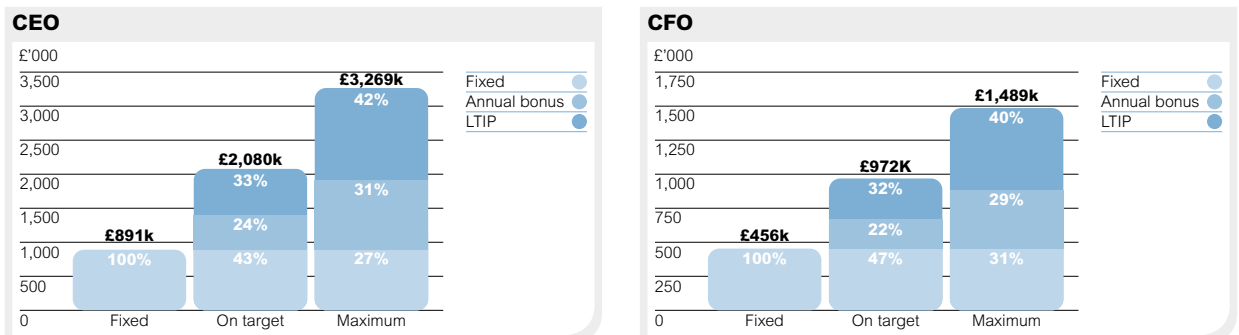 CEO
£'000
3,500
3,000
2,500
2,000
1,500
1,000
500
0
£891k
100%
Fixed
£2,080k
33%
24%
43%
On target
£3,269k
42%
31%
27%
Maximum
Fixed
Annual bonus
LTIP
CFO
£'000
1,750
1,500
1,250
1,000
750
500
250
0
£456k
100%
Fixed
£972K
32%
22%
47%
On target
£1,489k
40%
29%
31%
Maximum
Fixed
Annual bonus
LTIP